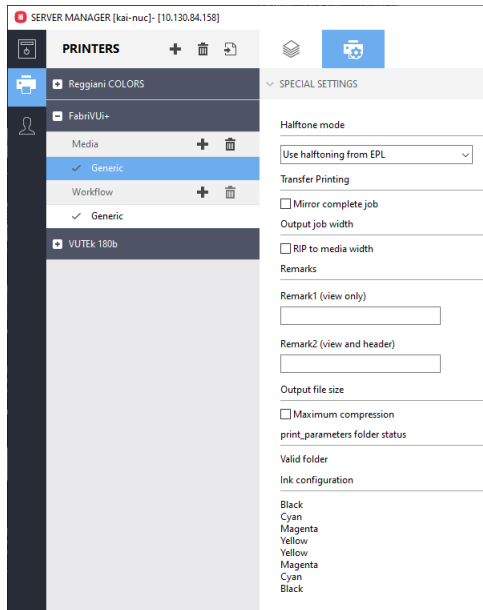 SERVER MANAGER [kai-nuc]- [10.130.84.158]
PRINTERS
Reggiani COLORS
FabriVUi+
Media
Generic
Workflow
Generic
VUTEk 180b
SPECIAL SETTINGS
Halftone mode
Use halftoning from EPL
Transfer Printing
Mirror complete job
Output job width
RIP to media width
Remarks
Remark1 (view only)
Remark2 (view and header)
Output file size
Maximum compression
print_parameters folder status
Valid folder
Ink configuration
Black
Cyan
Magenta
Yellow
Yellow
Magenta
Cyan
Black